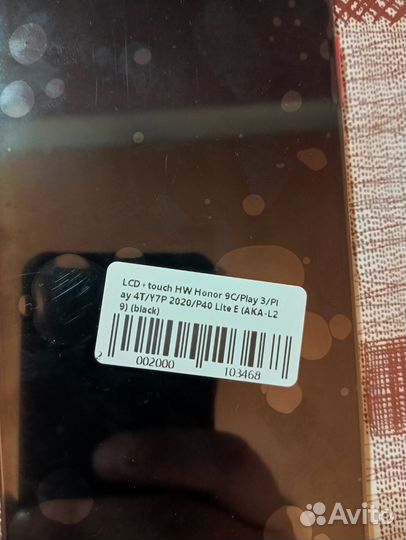 LCD+touch HW Honor 9C/Play 3/Pl
ay 4T/Y7P 2020/P40 Lite E (AKA-L2
9) (black)
2 002000 103468
Avito